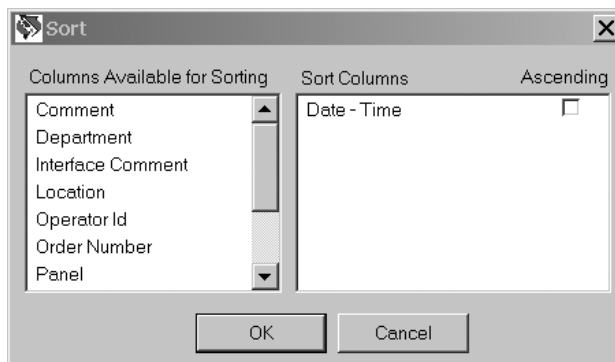 Sort
Columns Available for Sorting
Comment
Department
Interface Comment
Location
Operator Id
Order Number
Panel
Sort Columns Ascending
Date - Time
OK Cancel